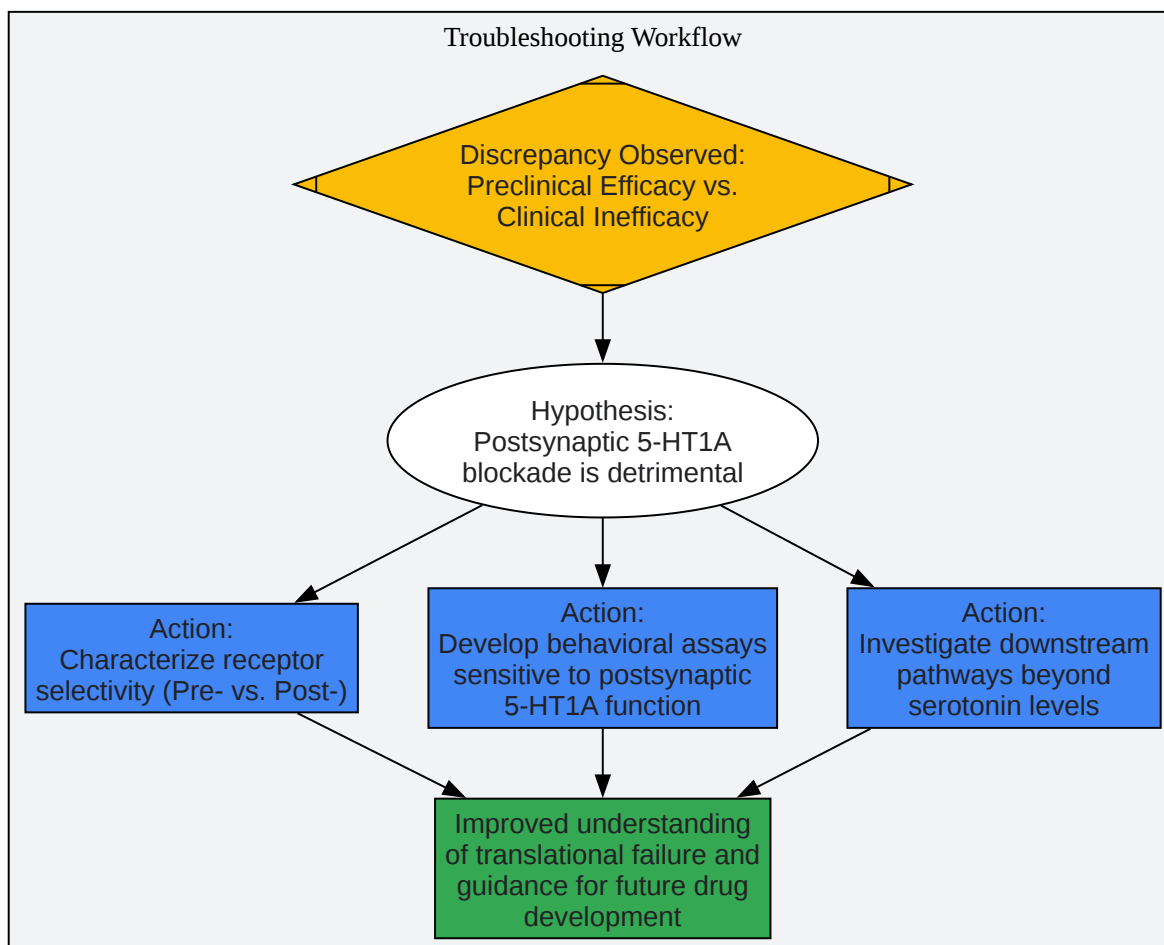 Troubleshooting Workflow
Discrepancy Observed:
Preclinical Efficacy vs.
Clinical Inefficacy
Hypothesis:
Postsynaptic 5-HT1A
blockade is detrimental
Action:
Characterize receptor
selectivity (Pre- vs. Post-)
Action:
Develop behavioral assays
sensitive to postsynaptic
5-HT1A function
Action:
Investigate downstream
pathways beyond
serotonin levels
Improved understanding
of translational failure and
guidance for future drug
development